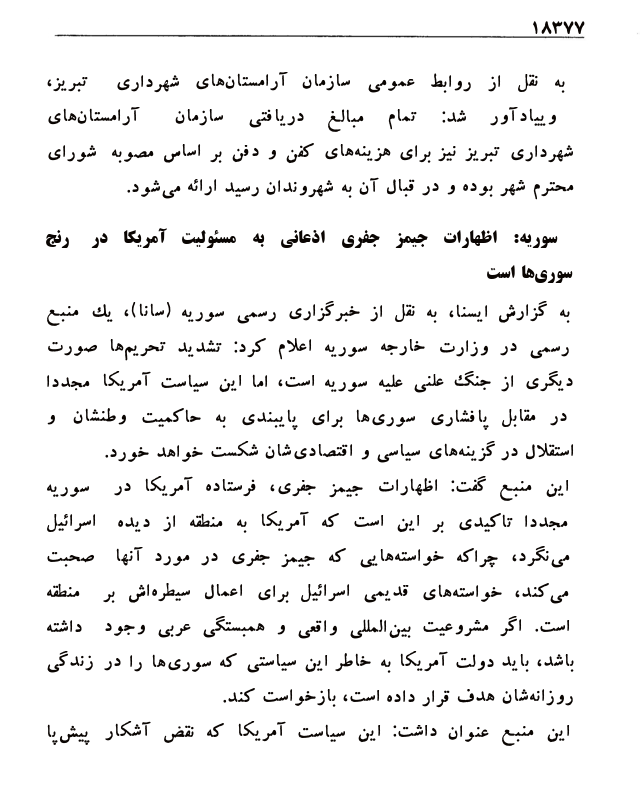 ۱۸۳۷۷
به نقل از روابط عمومی سازمان آرامستان‌های شهرداری تبریز،
وییادآور شد: تمام مبالغ دریافتی سازمان آرامستان‌های
شهرداری تبریز نیز برای هزینه‌های کفن و دفن بر اساس مصوبه شورای
محترم شهر بوده و در قبال آن به شهروندان رسید ارائه می‌شود.
سوریه: اظهارات جیمز جفری اذعانی به مسئولیت آمریکا در رنج
سوری‌ها است
به گزارش ایسنا، به نقل از خبرگزاری رسمی سوریه (سانا)، یک منبع
رسمی در وزارت خارجه سوریه اعلام کرد: تشدید تحریم‌ها صورت
دیگری از جنگ علنی علیه سوریه است، اما این سیاست آمریکا مجددا
در مقابل پافشاری سوری‌ها برای پایبندی به حاکمیت وطنشان و
استقلال در گزینه‌های سیاسی و اقتصادی‌شان شکست خواهد خورد.
این منبع گفت: اظهارات جیمز جفری، فرستاده آمریکا در سوریه
مجددا تاکیدی بر این است که آمریکا به منطقه از دیده اسرائیل
می‌نگرد، چراکه خواسته‌هایی که جیمز جفری در مورد آنها صحبت
می‌کند، خواسته‌های قدیمی اسرائیل برای اعمال سیطره‌اش بر منطقه
است. اگر مشروعیت بین‌المللی واقعی و همبستگی عربی وجود داشته
باشد، باید دولت آمریکا به خاطر این سیاستی که سوری‌ها را در زندگی
روزانه‌شان هدف قرار داده است، بازخواست کند.
این منبع عنوان داشت: این سیاست آمریکا که نقض آشکار پیش‌پا